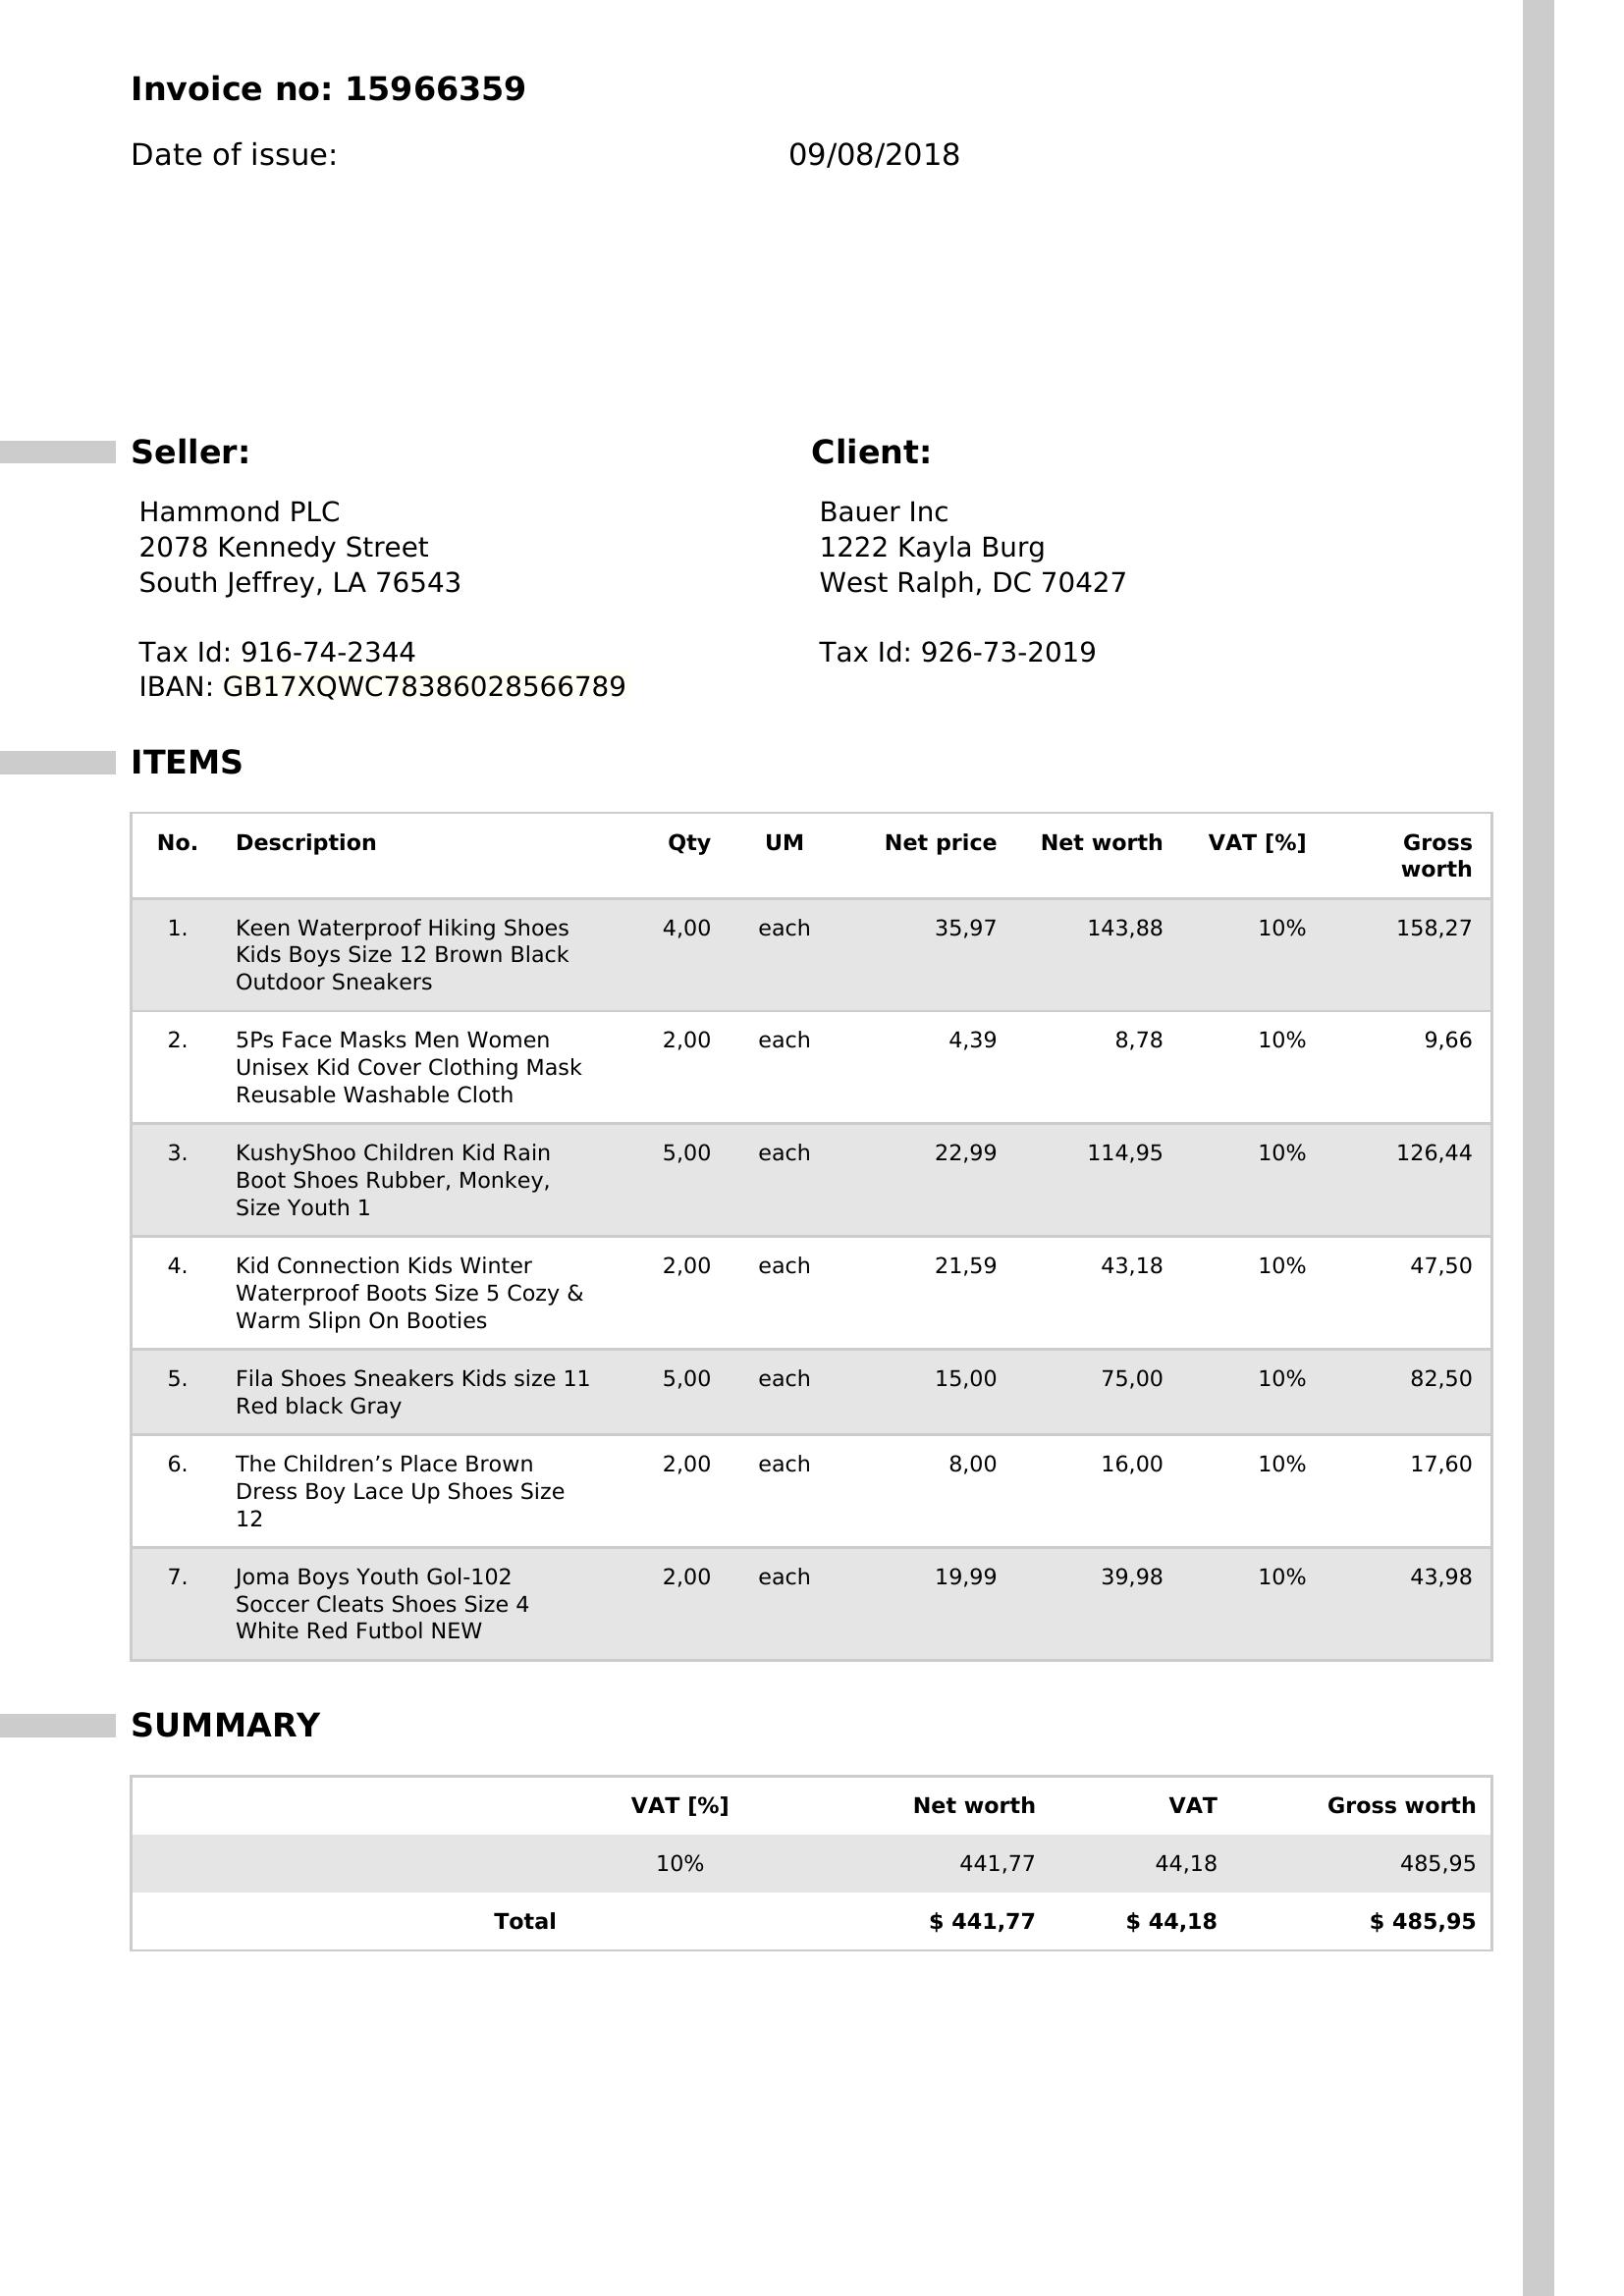 Invoice no: 15966359
Date of issue: 09/08/2018
Seller:
Hammond PLC
2078 Kennedy Street
South Jeffrey, LA 76543
Tax Id: 916-74-2344
IBAN: GB17XQWC78386028566789
Client:
Bauer Inc
1222 Kayla Burg
West Ralph, DC 70427
Tax Id: 926-73-2019
ITEMS
No. Description Qty UM Net price Net worth VAT [%] Gross
worth
1. Keen Waterproof Hiking Shoes 4,00 each 35,97 143,88 10% 158,27
Kids Boys Size 12 Brown Black
Outdoor Sneakers
2. 5Ps Face Masks Men Women 2,00 each 4,39 8,78 10% 9,66
Unisex Kid Cover Clothing Mask
Reusable Washable Cloth
3. KushyShoo Children Kid Rain 5,00 each 22,99 114,95 10% 126,44
Boot Shoes Rubber, Monkey,
Size Youth 1
4. Kid Connection Kids Winter 2,00 each 21,59 43,18 10% 47,50
Waterproof Boots Size 5 Cozy &
Warm Slipn On Booties
5. Fila Shoes Sneakers Kids size 11 5,00 each 15,00 75,00 10% 82,50
Red black Gray
6. The Children’s Place Brown 2,00 each 8,00 16,00 10% 17,60
Dress Boy Lace Up Shoes Size
12
7. Joma Boys Youth Gol-102 2,00 each 19,99 39,98 10% 43,98
Soccer Cleats Shoes Size 4
White Red Futbol NEW
SUMMARY
VAT [%] Net worth VAT Gross worth
10% 441,77 44,18 485,95
Total $ 441,77 $ 44,18 $ 485,95